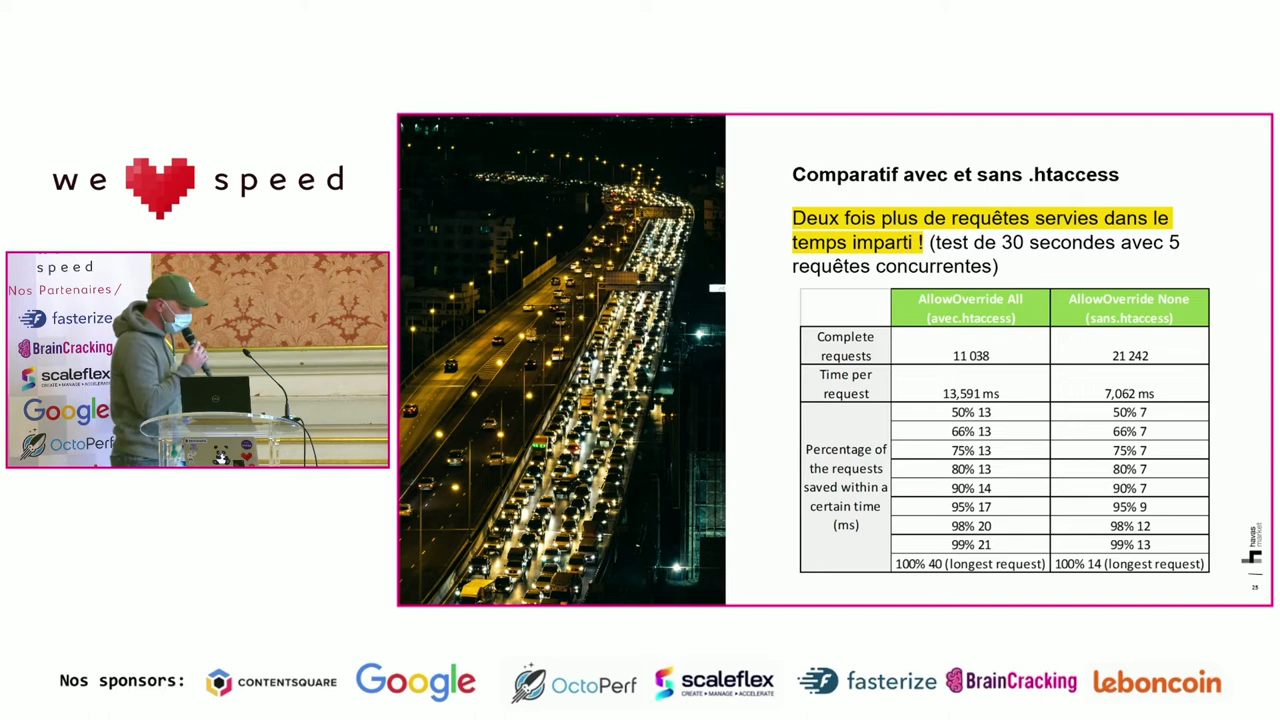 we speed
speed
Nos Partenaires /
fasterize
BrainCracking
scaleflex
CREATE • MANAGE • ACCELERATE
Google
OctoPerf
Comparatif avec et sans .htaccess
Deux fois plus de requêtes servies dans le
temps imparti ! (test de 30 secondes avec 5
requêtes concurrentes)
AllowOverride All AllowOverride None
(avec.htaccess) (sans.htaccess)
Complete
requests 11 038 21 242
Time per
request 13,591 ms 7,062 ms
Percentage of
the requests
saved within a
certain time
(ms)
50% 13 50% 7
66% 13 66% 7
75% 13 75% 7
80% 13 80% 7
90% 14 90% 7
95% 17 95% 9
98% 20 98% 12
99% 21 99% 13
100% 40 (longest request) 100% 14 (longest request)
havas
market
25
Nos sponsors: CONTENTSQUARE Google OctoPerf scaleflex fasterize BrainCracking leboncoin
CREATE • MANAGE • ACCELERATE